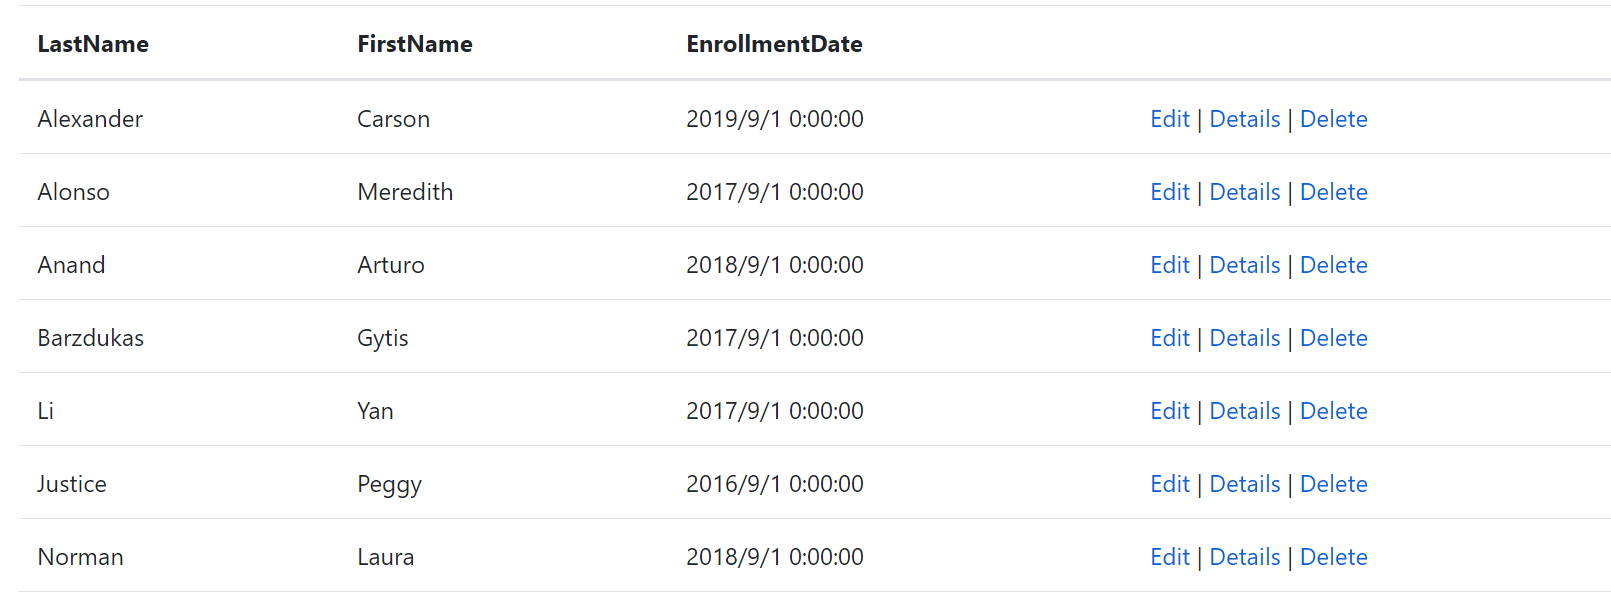 LastName FirstName EnrollmentDate
Alexander Carson 2019/9/1 0:00:00 Edit | Details | Delete
Alonso Meredith 2017/9/1 0:00:00 Edit | Details | Delete
Anand Arturo 2018/9/1 0:00:00 Edit | Details | Delete
Barzdukas Gytis 2017/9/1 0:00:00 Edit | Details | Delete
Li Yan 2017/9/1 0:00:00 Edit | Details | Delete
Justice Peggy 2016/9/1 0:00:00 Edit | Details | Delete
Norman Laura 2018/9/1 0:00:00 Edit | Details | Delete